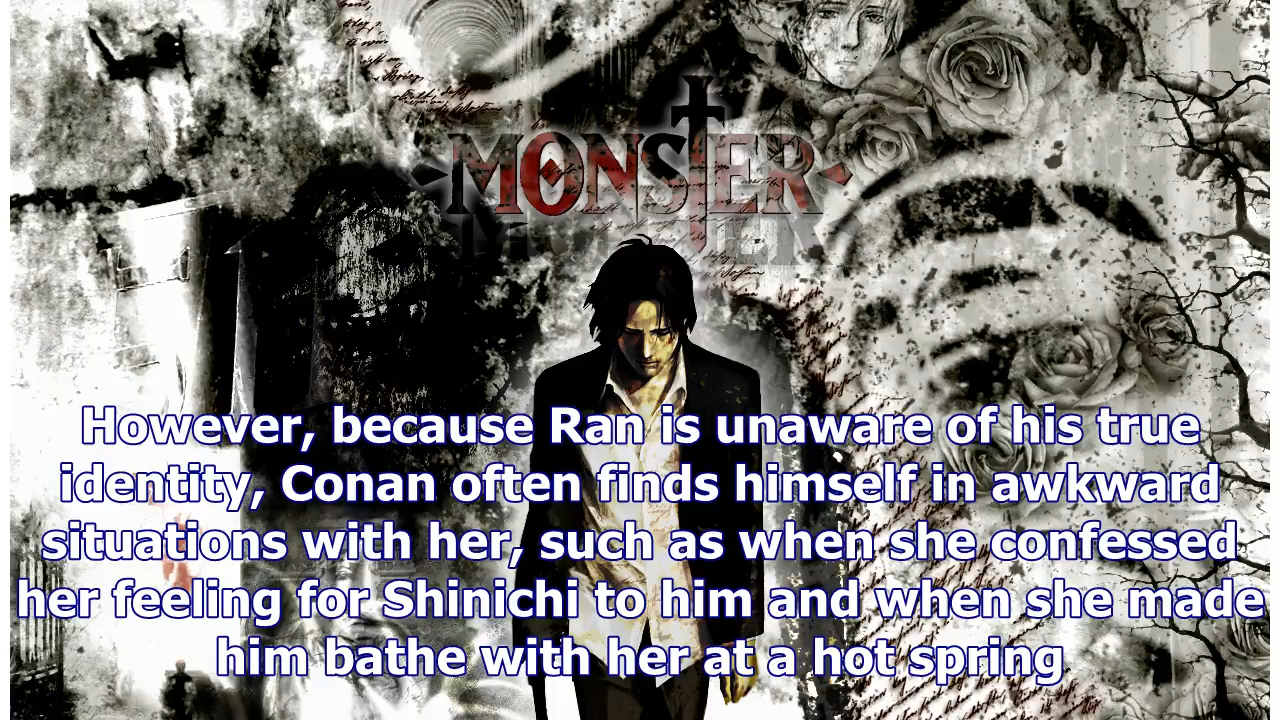 MONSTER
However, because Ran is unaware of his true
identity, Conan often finds himself in awkward
situations with her, such as when she confessed
her feeling for Shinichi to him and when she made
him bathe with her at a hot spring